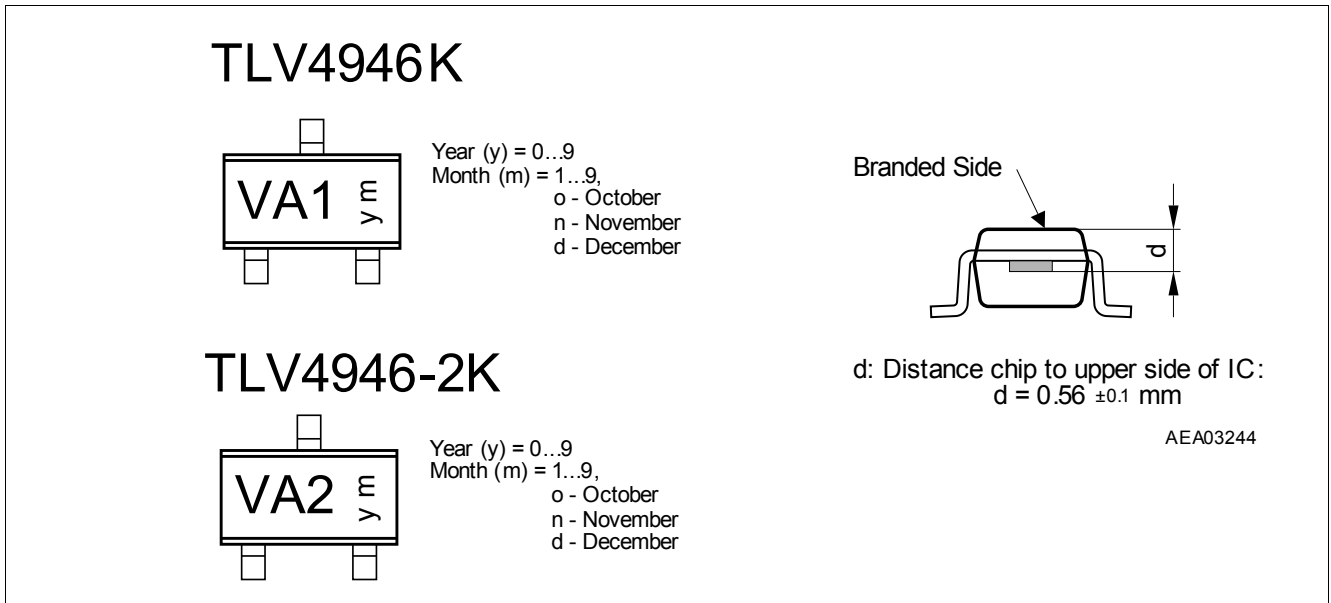 TLV4946K
VA1
y m
Year (y) = 0...9
Month (m) = 1...9,
o - October
n - November
d - December
TLV4946-2K
VA2
y m
Year (y) = 0...9
Month (m) = 1...9,
o - October
n - November
d - December
Branded Side
d
d: Distance chip to upper side of IC:
d = 0.56 ±0.1 mm
AEA03244